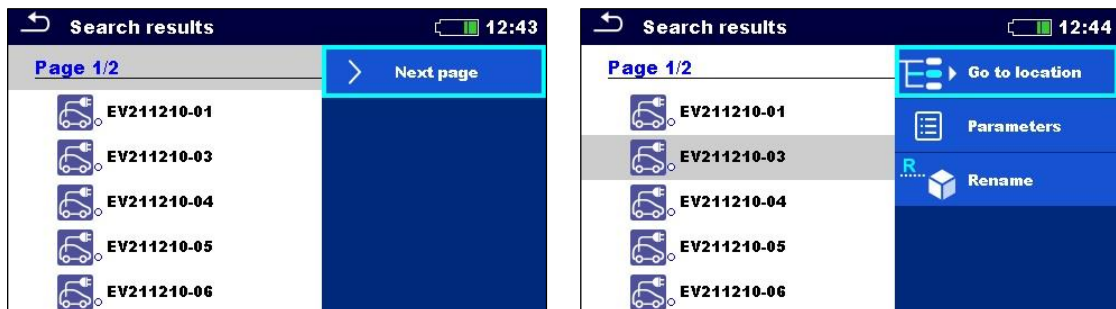 Search results
12:43
Page 1/2
Next page
EV211210-01
EV211210-03
EV211210-04
EV211210-05
EV211210-06
Search results
12:44
Page 1/2
Go to location
EV211210-01
Parameters
EV211210-03
R
Rename
EV211210-04
EV211210-05
EV211210-06